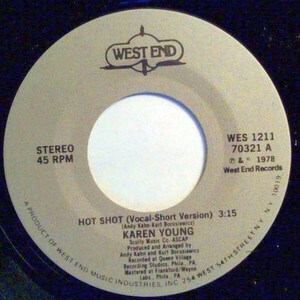 WEST END
STEREO
45 RPM
WES 1211
70321 A
℗ & © 1978
West End Records
HOT SHOT (Vocal-Short Version) 3:15
(Andy Kahn-Kurt Borusiewicz)
KAREN YOUNG
Scully Music Co. ASCAP
Produced and Arranged by
Andy Kahn and Kurt Borusiewicz
Recorded at Queen Village
Recording Studios, Phila., PA.
Mastered at Frankford/Wayne
Labs., Phila., PA.
A PRODUCT OF WEST END MUSIC INDUSTRIES, INC. 254 WEST 54TH STREET, NY, N.Y. 10019